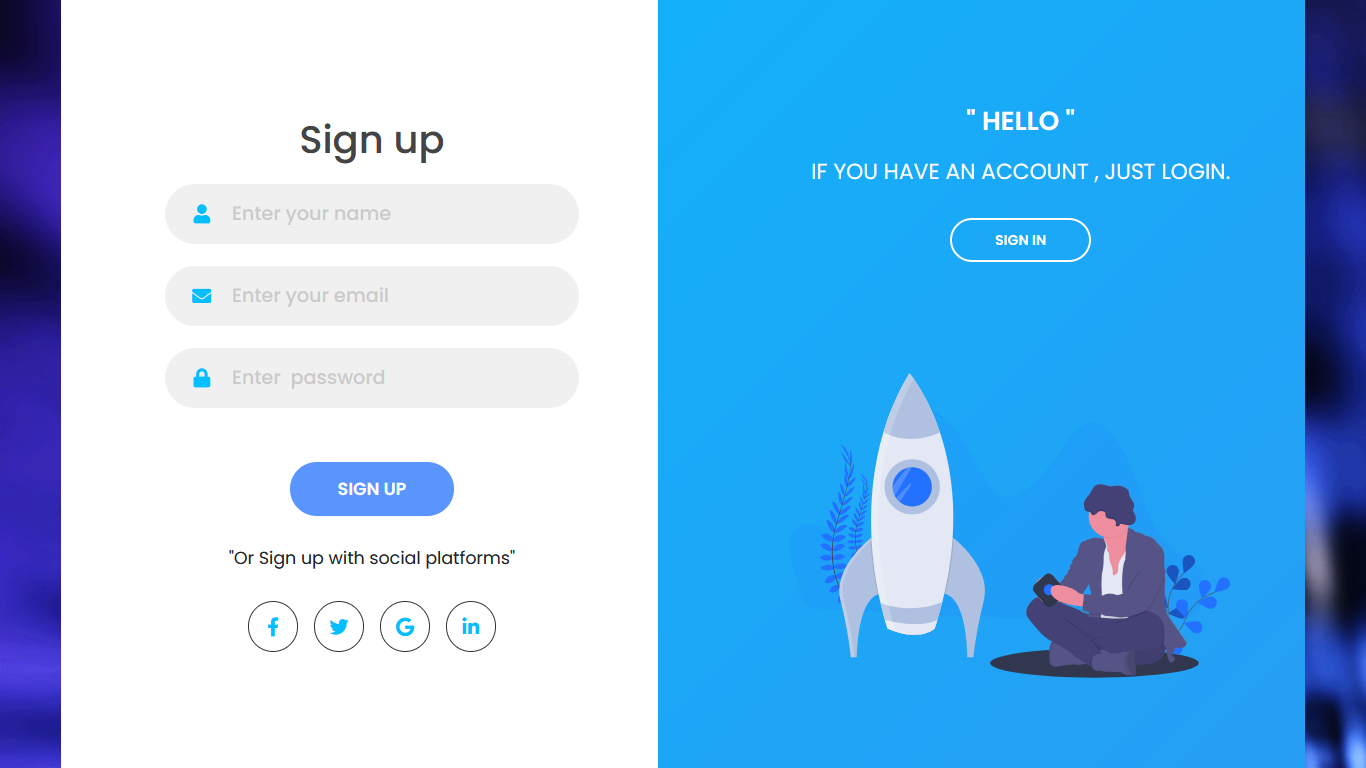 Sign up
Enter your name
Enter your email
Enter  password
SIGN UP
"Or Sign up with social platforms"
" HELLO "
IF YOU HAVE AN ACCOUNT , JUST LOGIN.
SIGN IN